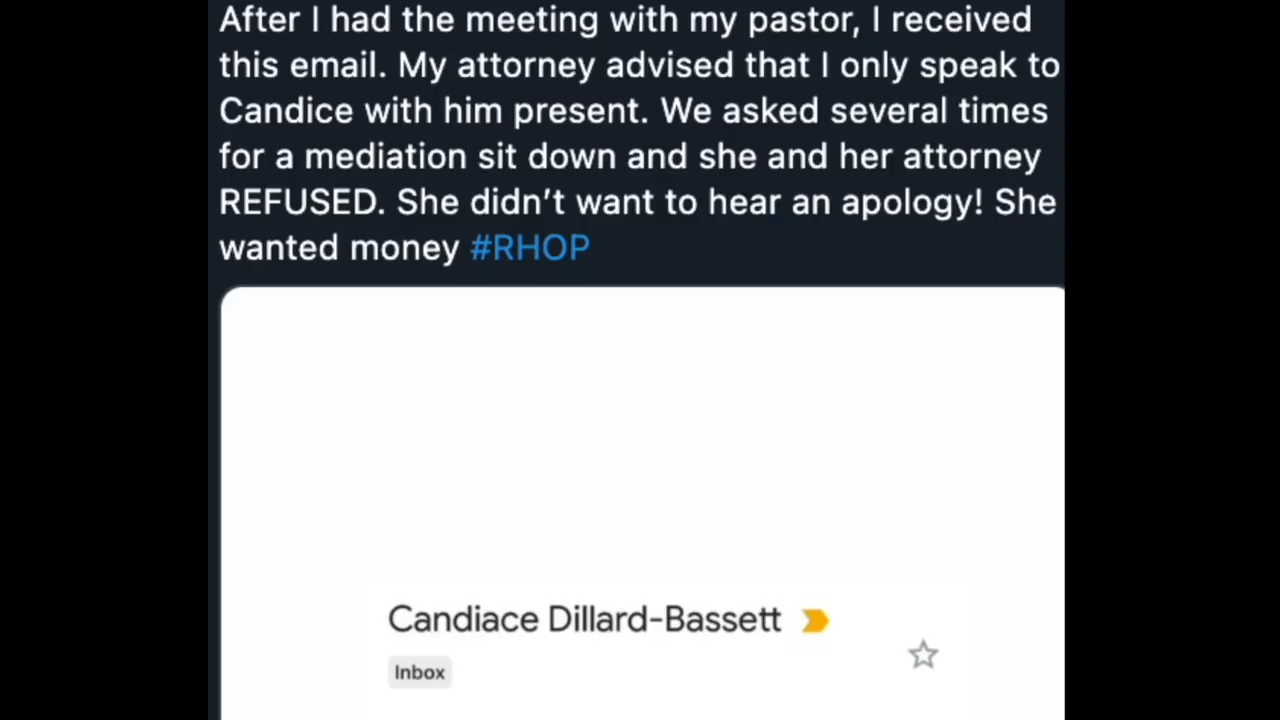 After I had the meeting with my pastor, I received
this email. My attorney advised that I only speak to
Candice with him present. We asked several times
for a mediation sit down and she and her attorney
REFUSED. She didn’t want to hear an apology! She
wanted money #RHOP
Candiace Dillard-Bassett
Inbox